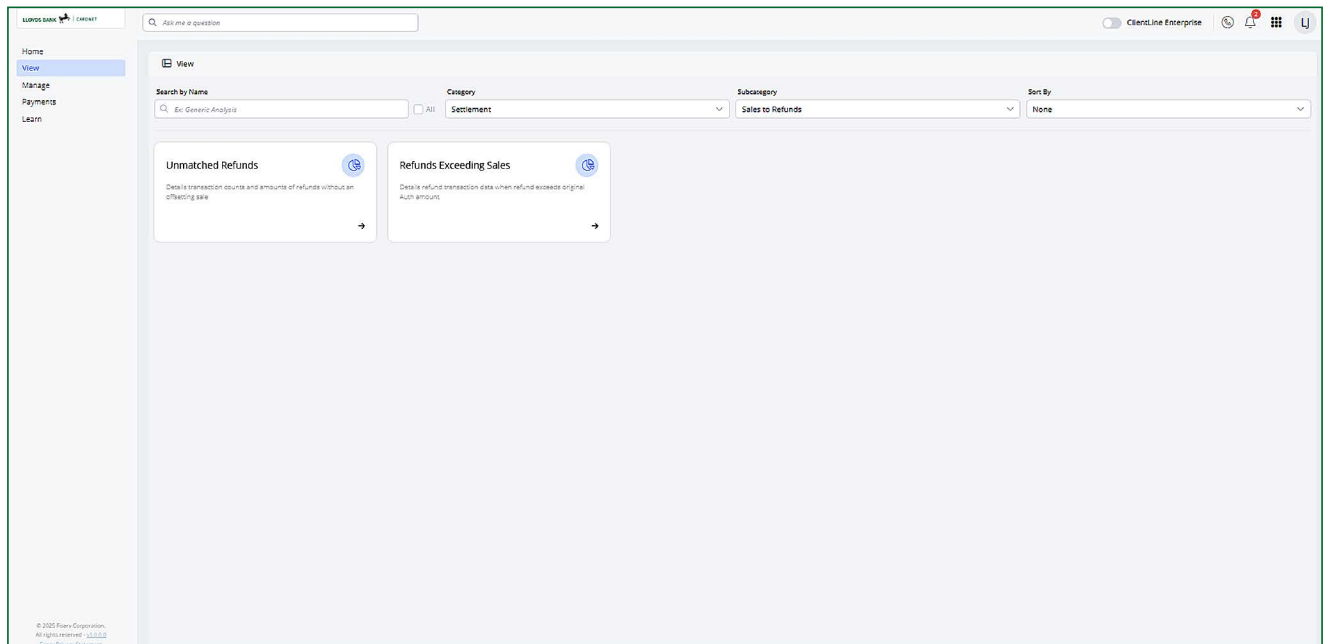 LLOYDS BANK | CARDNET
Ask me a question
ClientLine Enterprise
2
LJ
Home
View
Manage
Payments
Learn
View
Search by Name
Category
Subcategory
Sort By
Ex: Generic Analysis
All
Settlement
Sales to Refunds
None
Unmatched Refunds
Details transaction counts and amounts of refunds without an
offsetting sale
Refunds Exceeding Sales
Details refund transaction data when refund exceeds original
Auth amount
© 2025 Fiserv Corporation.
All rights reserved -